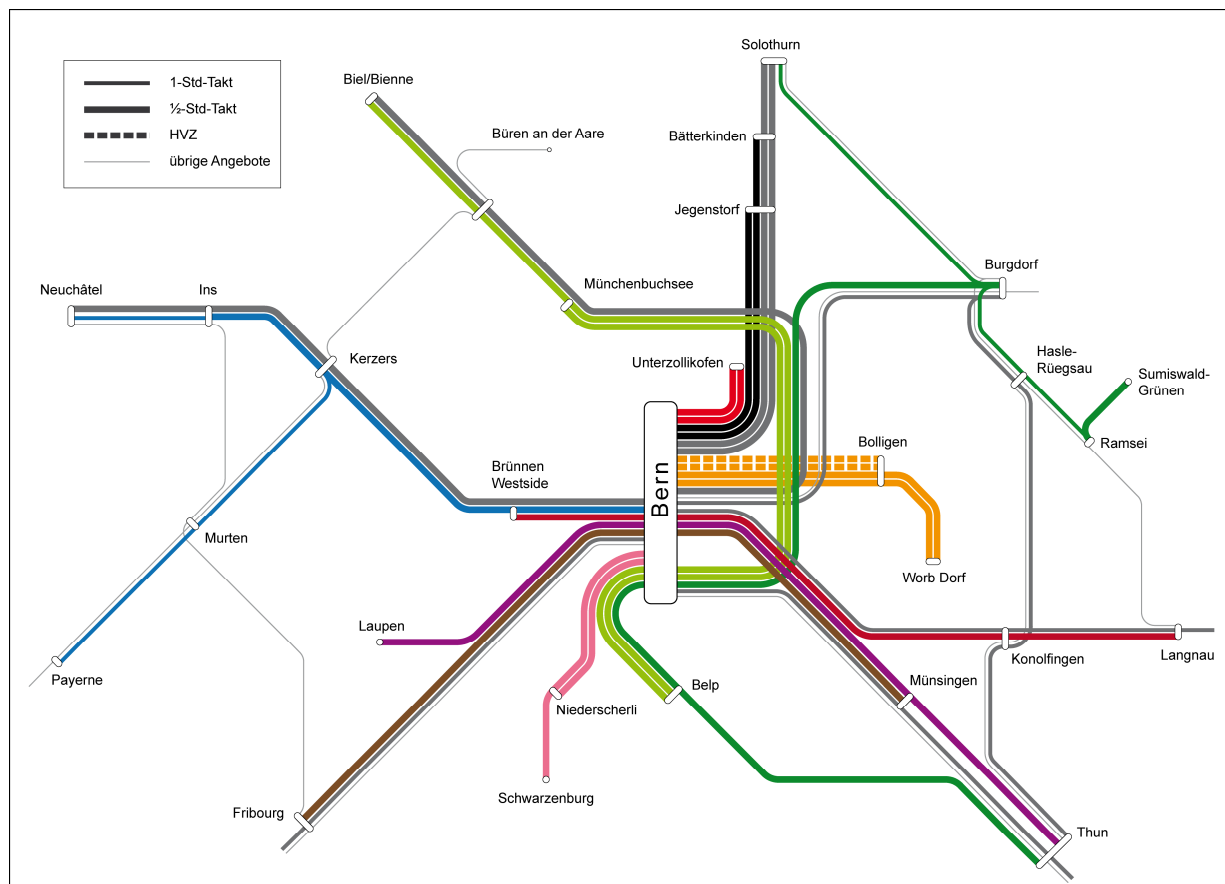 Solothurn
Biel/Bienne
1-Std-Takt
½-Std-Takt
HVZ
übrige Angebote
Büren an der Aare
Bätterkinden
Jegenstorf
Burgdorf
Münchenbuchsee
Neuchâtel
Ins
Kerzers
Unterzollikofen
Hasle-
Rüegsau
Sumiswald-
Grünen
Ramsei
Bolligen
Brünnen
Westside
Bern
Murten
Worb Dorf
Laupen
Payerne
Konolfingen
Langnau
Münsingen
Belp
Niederscherli
Schwarzenburg
Fribourg
Thun